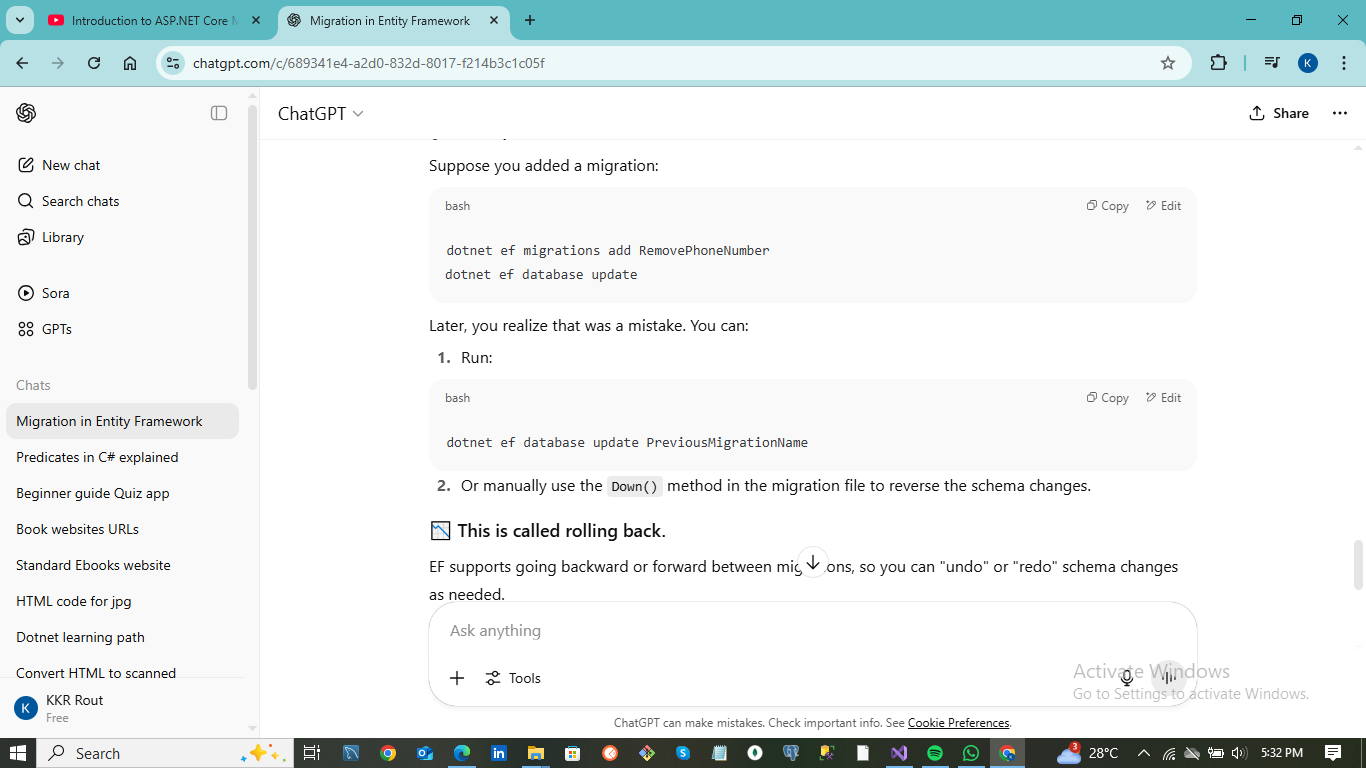 Introduction to ASP.NET Core M
Migration in Entity Framework
chatgpt.com/c/689341e4-a2d0-832d-8017-f214b3c1c05f
K
ChatGPT
Share
New chat
Search chats
Library
Sora
GPTs
Chats
Migration in Entity Framework
Predicates in C# explained
Beginner guide Quiz app
Book websites URLs
Standard Ebooks website
HTML code for jpg
Dotnet learning path
Convert HTML to scanned
K
KKR Rout
Free
Suppose you added a migration:
bash
Copy
Edit
dotnet ef migrations add RemovePhoneNumber
dotnet ef database update
Later, you realize that was a mistake. You can:
1. Run:
bash
Copy
Edit
dotnet ef database update PreviousMigrationName
2. Or manually use the Down() method in the migration file to reverse the schema changes.
This is called rolling back.
EF supports going backward or forward between migrations, so you can "undo" or "redo" schema changes
as needed.
Ask anything
Tools
Activate Windows
Go to Settings to activate Windows.
ChatGPT can make mistakes. Check important info. See Cookie Preferences.
Search
3
28°C
5:32 PM